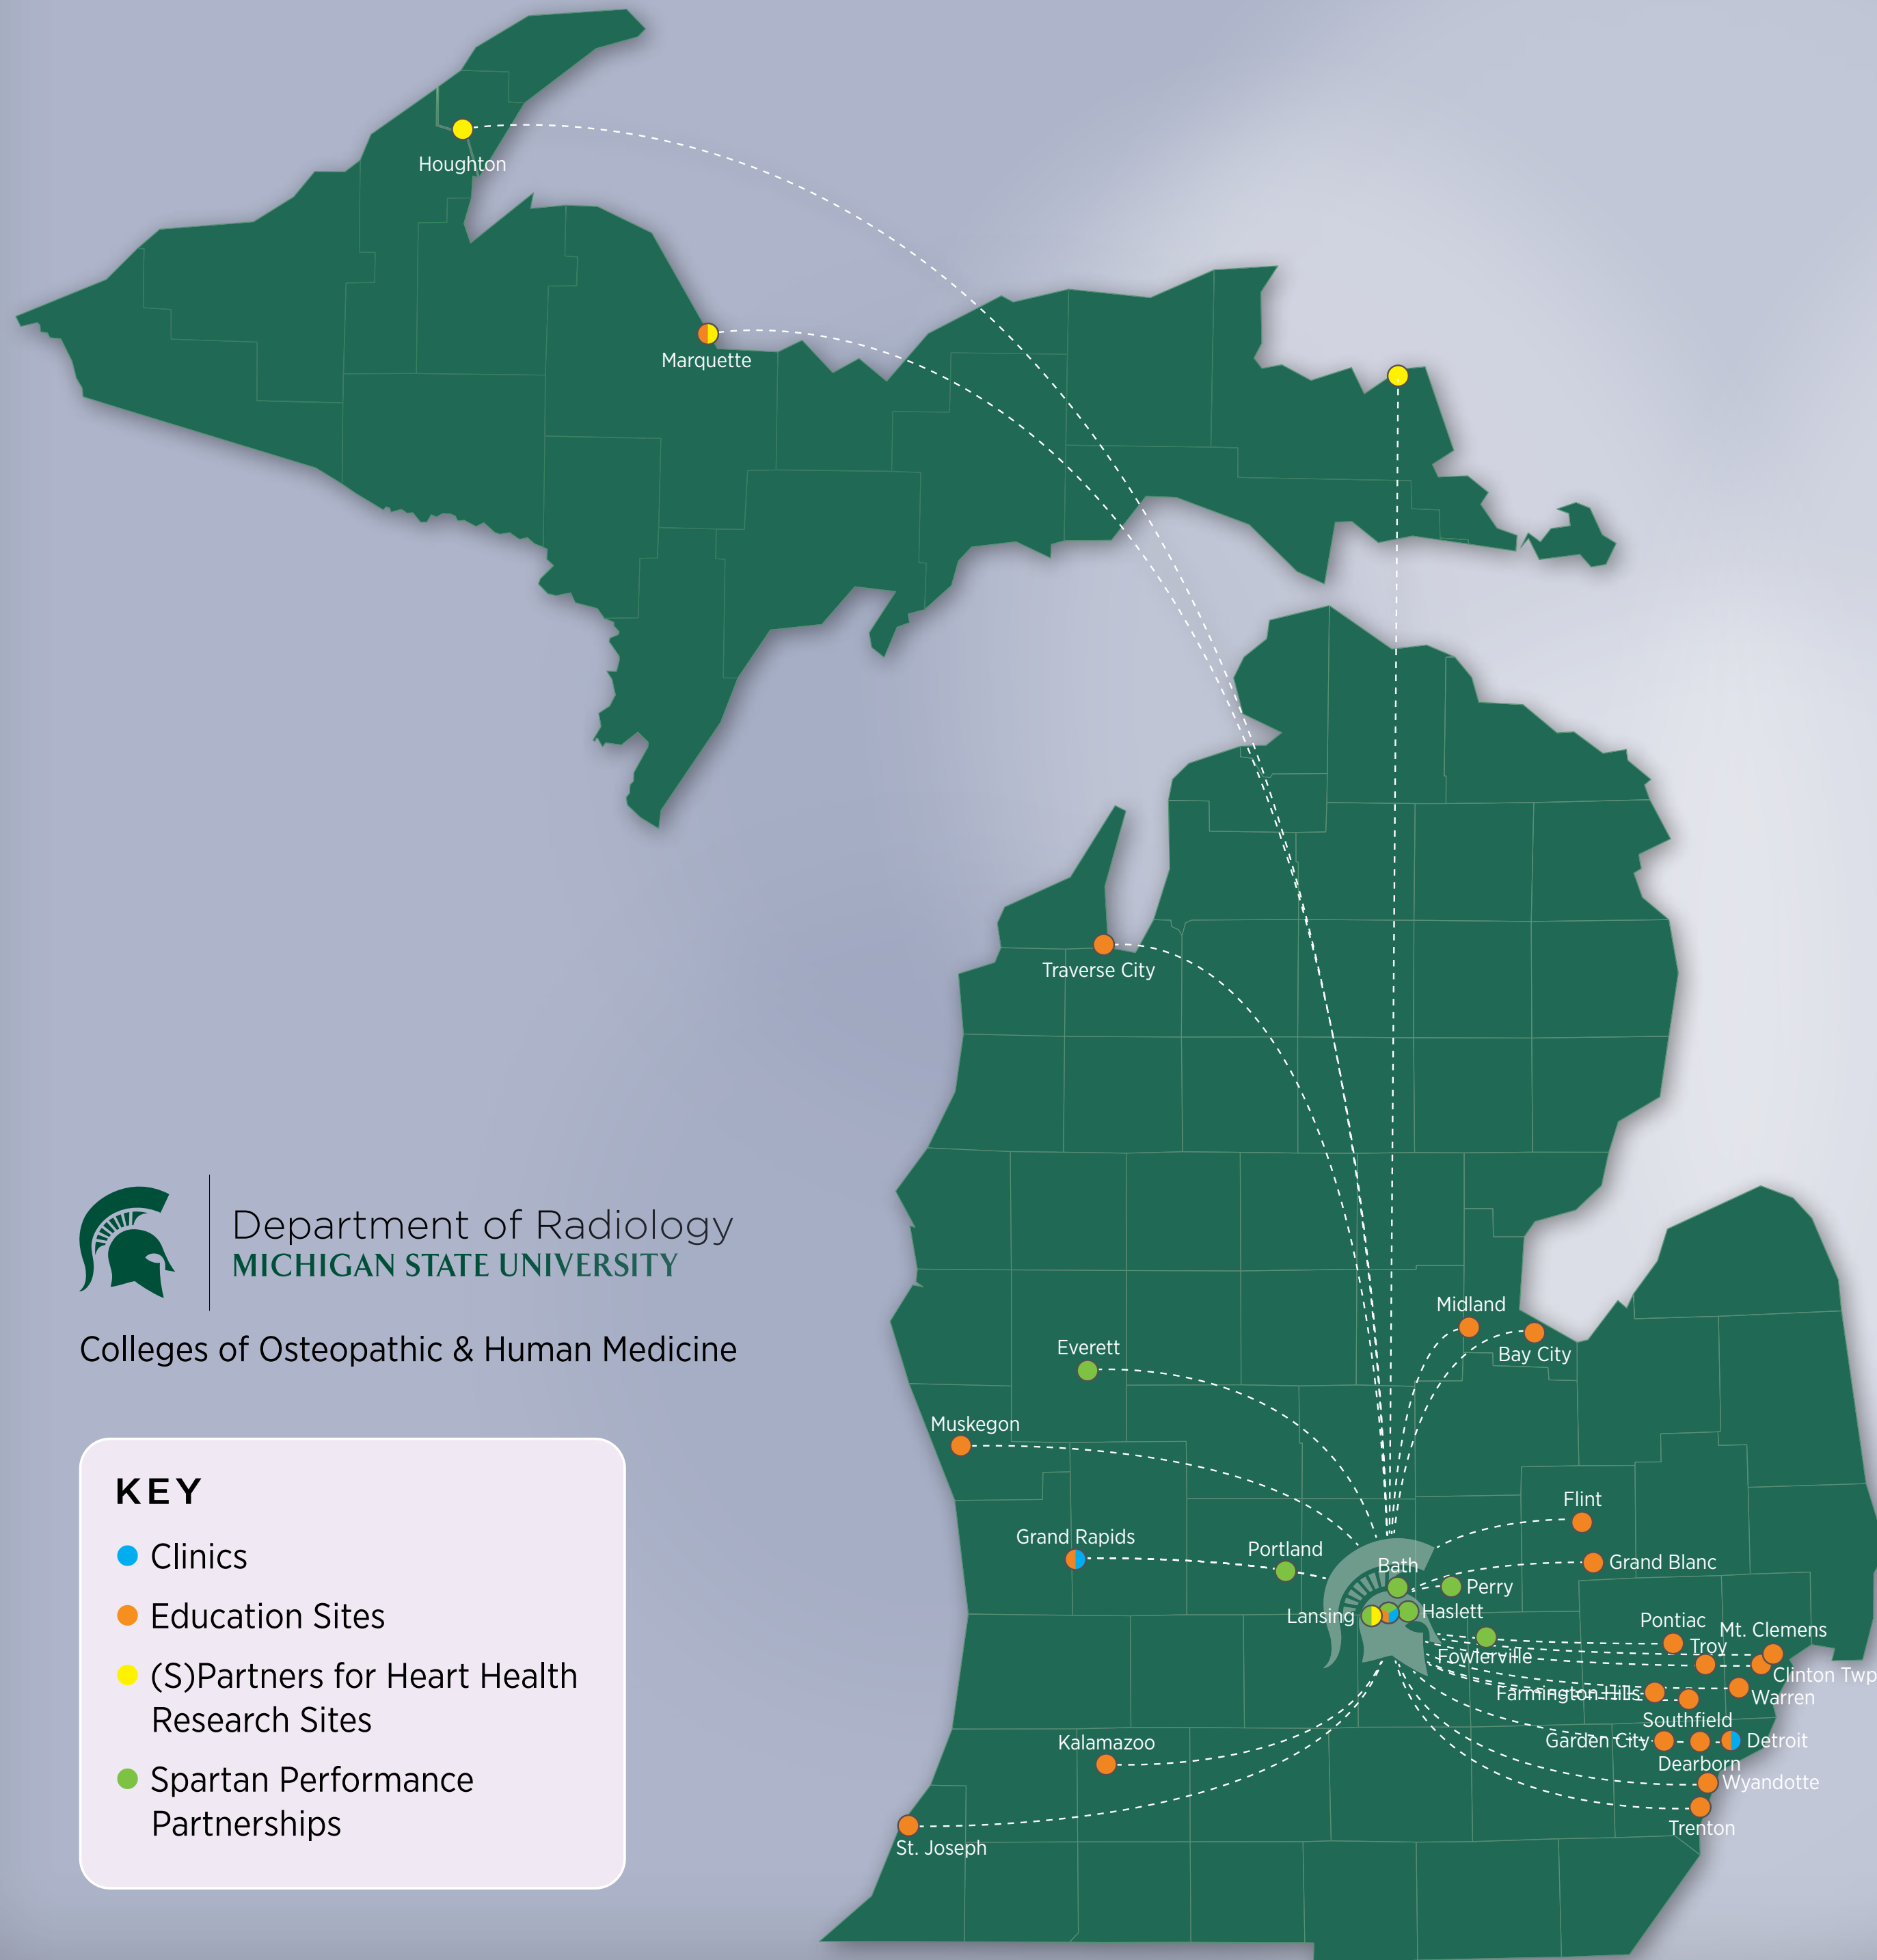 Houghton
Marquette
Traverse City
Department of Radiology
MICHIGAN STATE UNIVERSITY
Colleges of Osteopathic & Human Medicine
KEY
Clinics
Education Sites
(S)Partners for Heart Health
Research Sites
Spartan Performance
Partnerships
Midland
Bay City
Everett
Muskegon
Flint
Grand Rapids
Portland
Bath
Grand Blanc
Perry
Lansing
Haslett
Pontiac
Mt. Clemens
Troy
Fowlerville
Clinton Twp
Farmington Hills
Warren
Southfield
Kalamazoo
Garden City
Detroit
Dearborn
Wyandotte
Trenton
St. Joseph